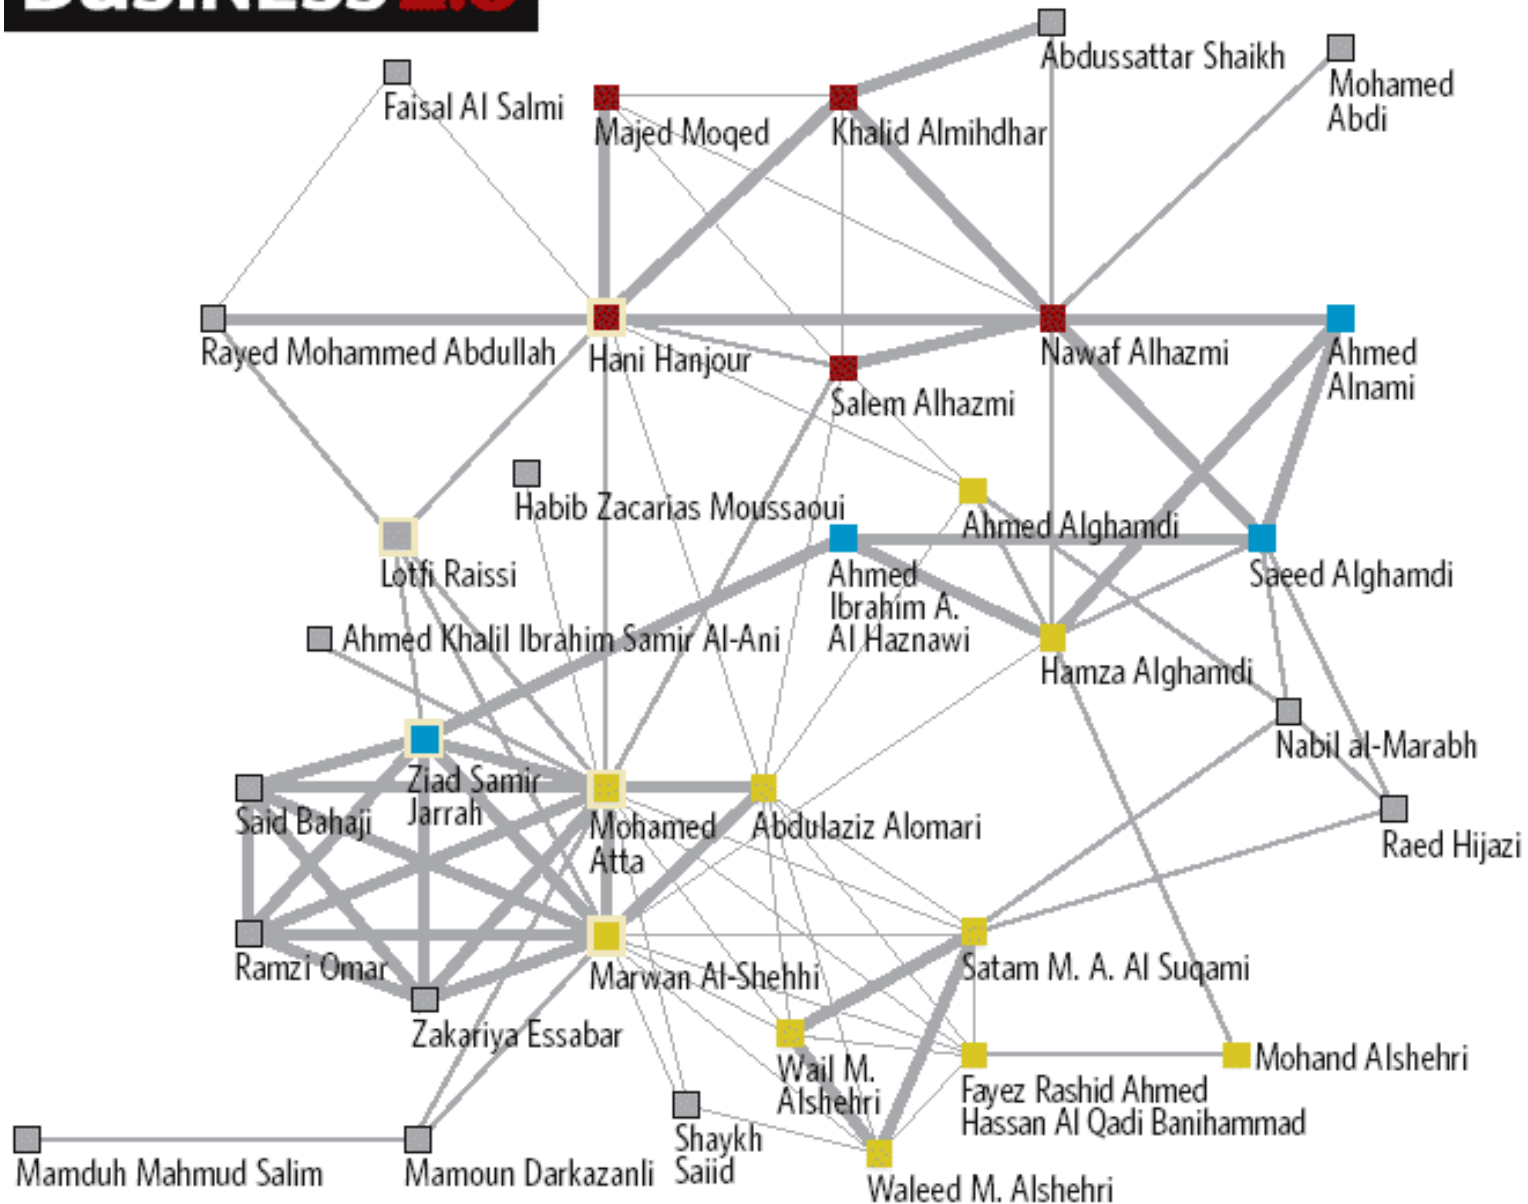 BUSINESS 2.0
Abdussattar Shaikh
Mohamed
Abdi
Faisal Al Salmi
Majed Moqed
Khalid Almihdhar
Rayed Mohammed Abdullah
Hani Hanjour
Nawaf Alhazmi
Ahmed
Alnami
Salem Alhazmi
Habib Zacarias Moussaoui
Ahmed Alghamdi
Lotfi Raissi
Ahmed
Ibrahim A.
Al Haznawi
Saeed Alghamdi
Ahmed Khalil Ibrahim Samir Al-Ani
Hamza Alghamdi
Nabil al-Marabh
Ziad Samir
Jarrah
Said Bahaji
Mohamed
Atta
Abdulaziz Alomari
Raed Hijazi
Ramzi Omar
Marwan Al-Shehhi
Satam M. A. Al Suqami
Zakariya Essabar
Wail M.
Alshehri
Mohand Alshehri
Fayez Rashid Ahmed
Hassan Al Qadi Banihammad
Shaykh
Saiid
Mamduh Mahmud Salim
Mamoun Darkazanli
Waleed M. Alshehri